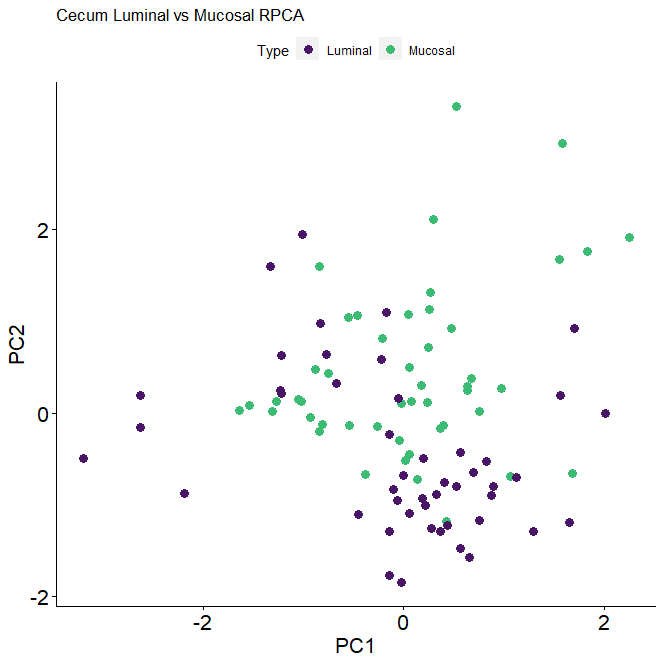 Cecum Luminal vs Mucosal RPCA
Type Luminal Mucosal
PC2
2
0
-2
-2 0 2
PC1